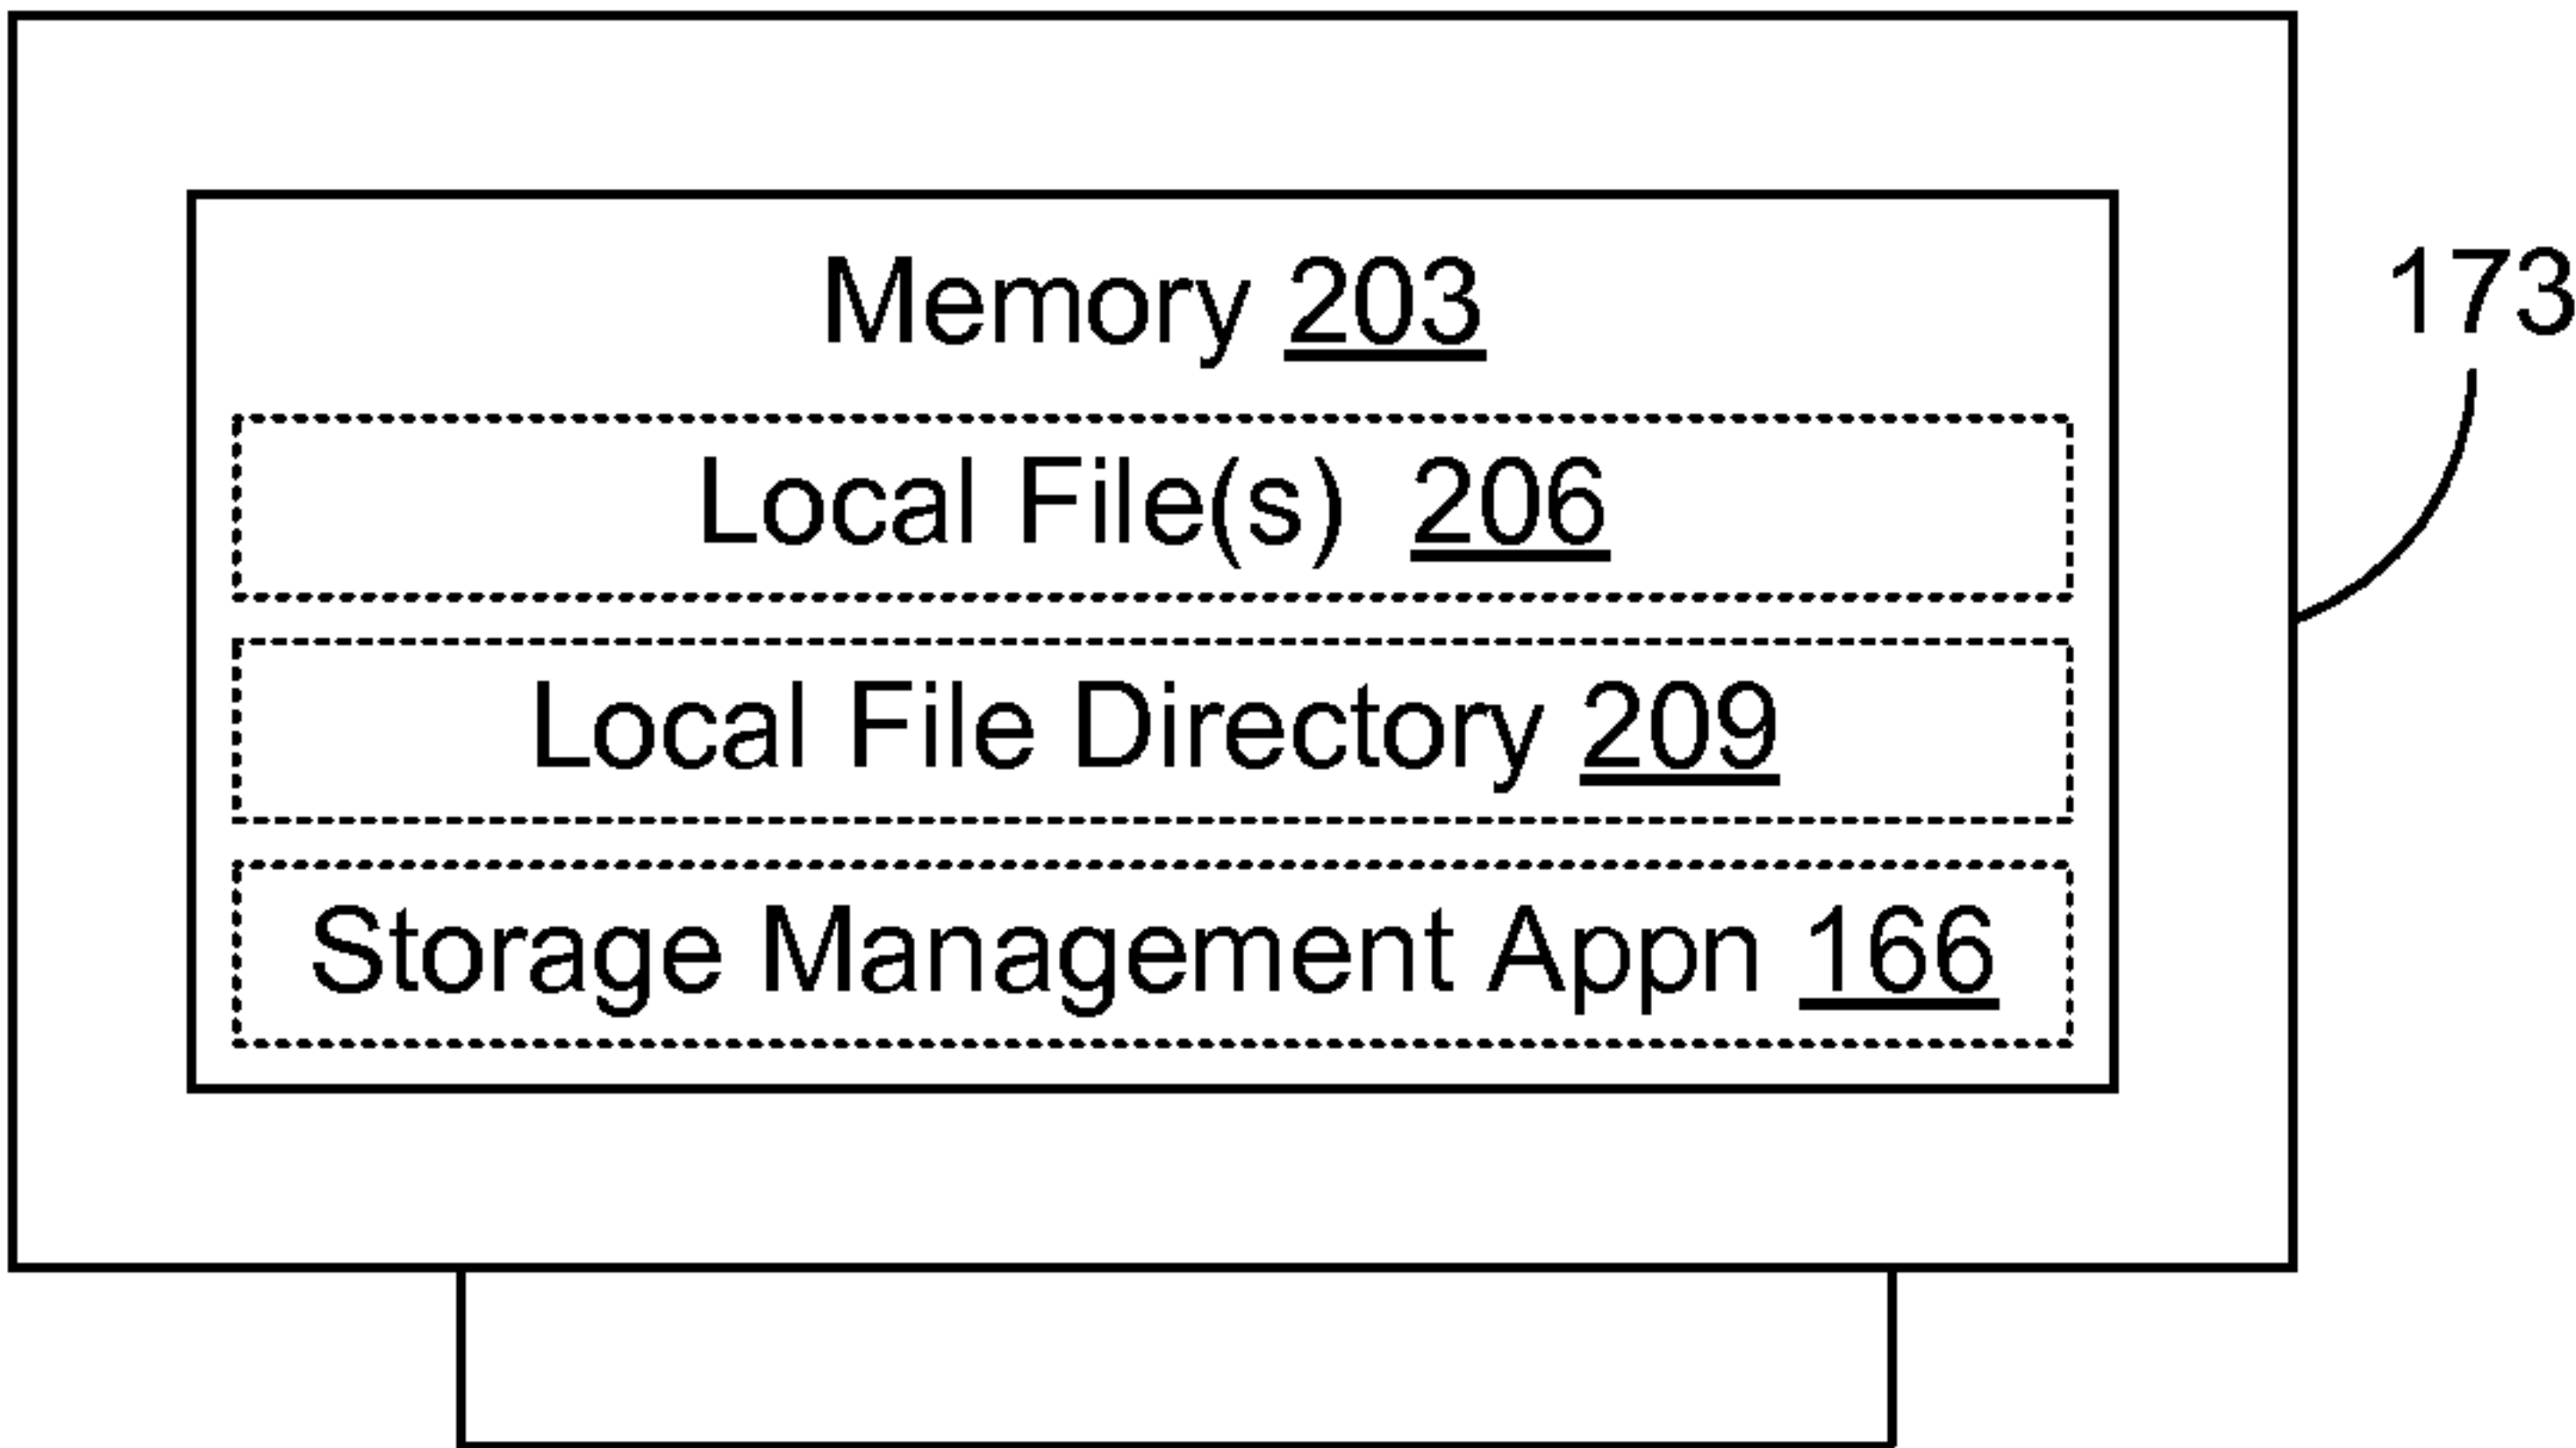 Memory 203
173
Local File(s) 206
Local File Directory 209
Storage Management Appn 166